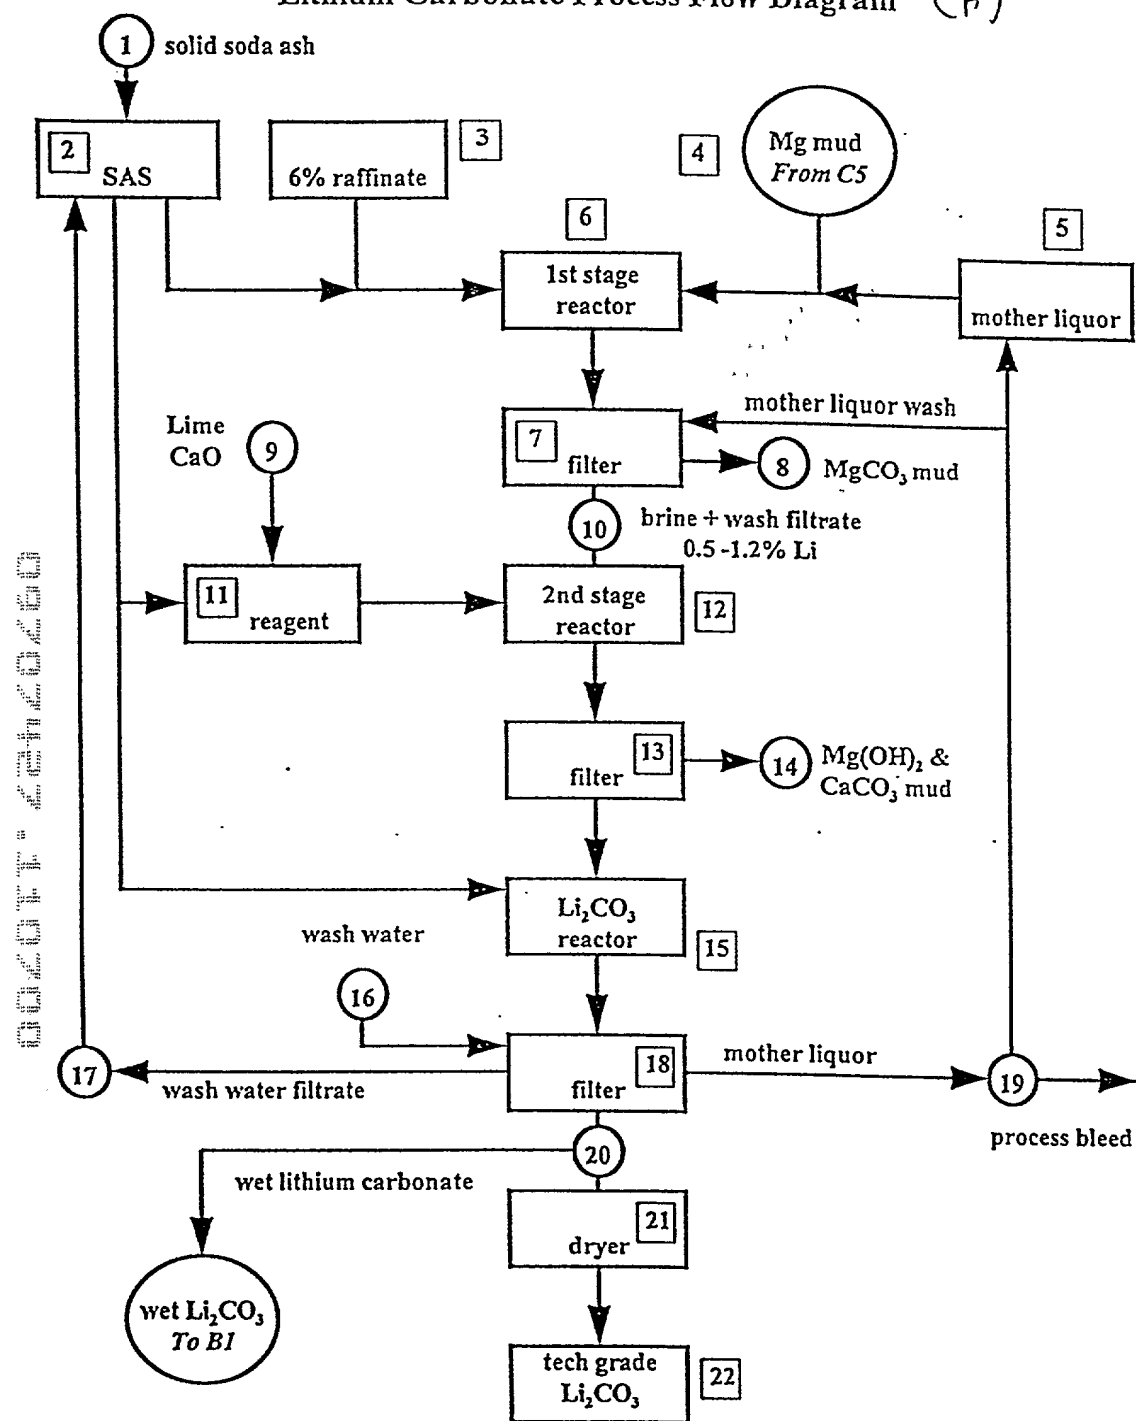 Lithium Carbonate Process Flow Diagram
1 solid soda ash
2
SAS
3
6% raffinate
4
Mg mud
From C5
5
mother liquor
6
1st stage
reactor
mother liquor wash
7
filter
8 MgCO₃ mud
Lime
CaO
9
10 brine + wash filtrate
0.5 -1.2% Li
11
reagent
2nd stage
reactor
12
13
filter
14 Mg(OH)₂ &
CaCO₃ mud
Li₂CO₃
reactor
15
wash water
16
17
wash water filtrate
18
filter
mother liquor
19
process bleed
20
wet lithium carbonate
21
dryer
wet Li₂CO₃
To B1
tech grade
Li₂CO₃
22